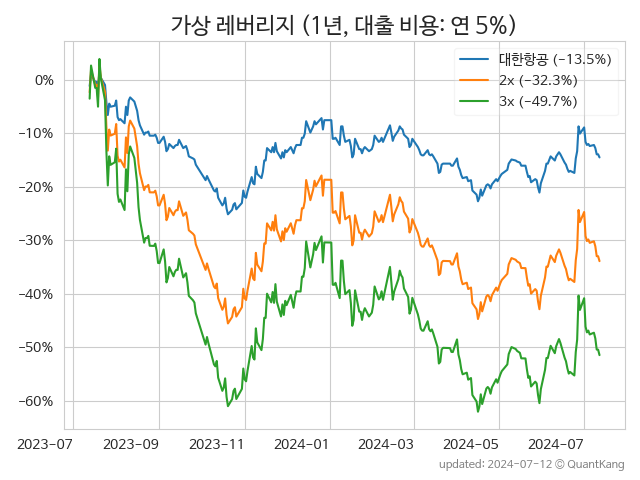 가상 레버리지 (1년, 대출 비용: 연 5%)
대한항공 (−13.5%)
2x (−32.3%)
3x (−49.7%)
0%
−10%
−20%
−30%
−40%
−50%
−60%
2023-07
2023-09
2023-11
2024-01
2024-03
2024-05
2024-07
updated: 2024-07-12 © QuantKang